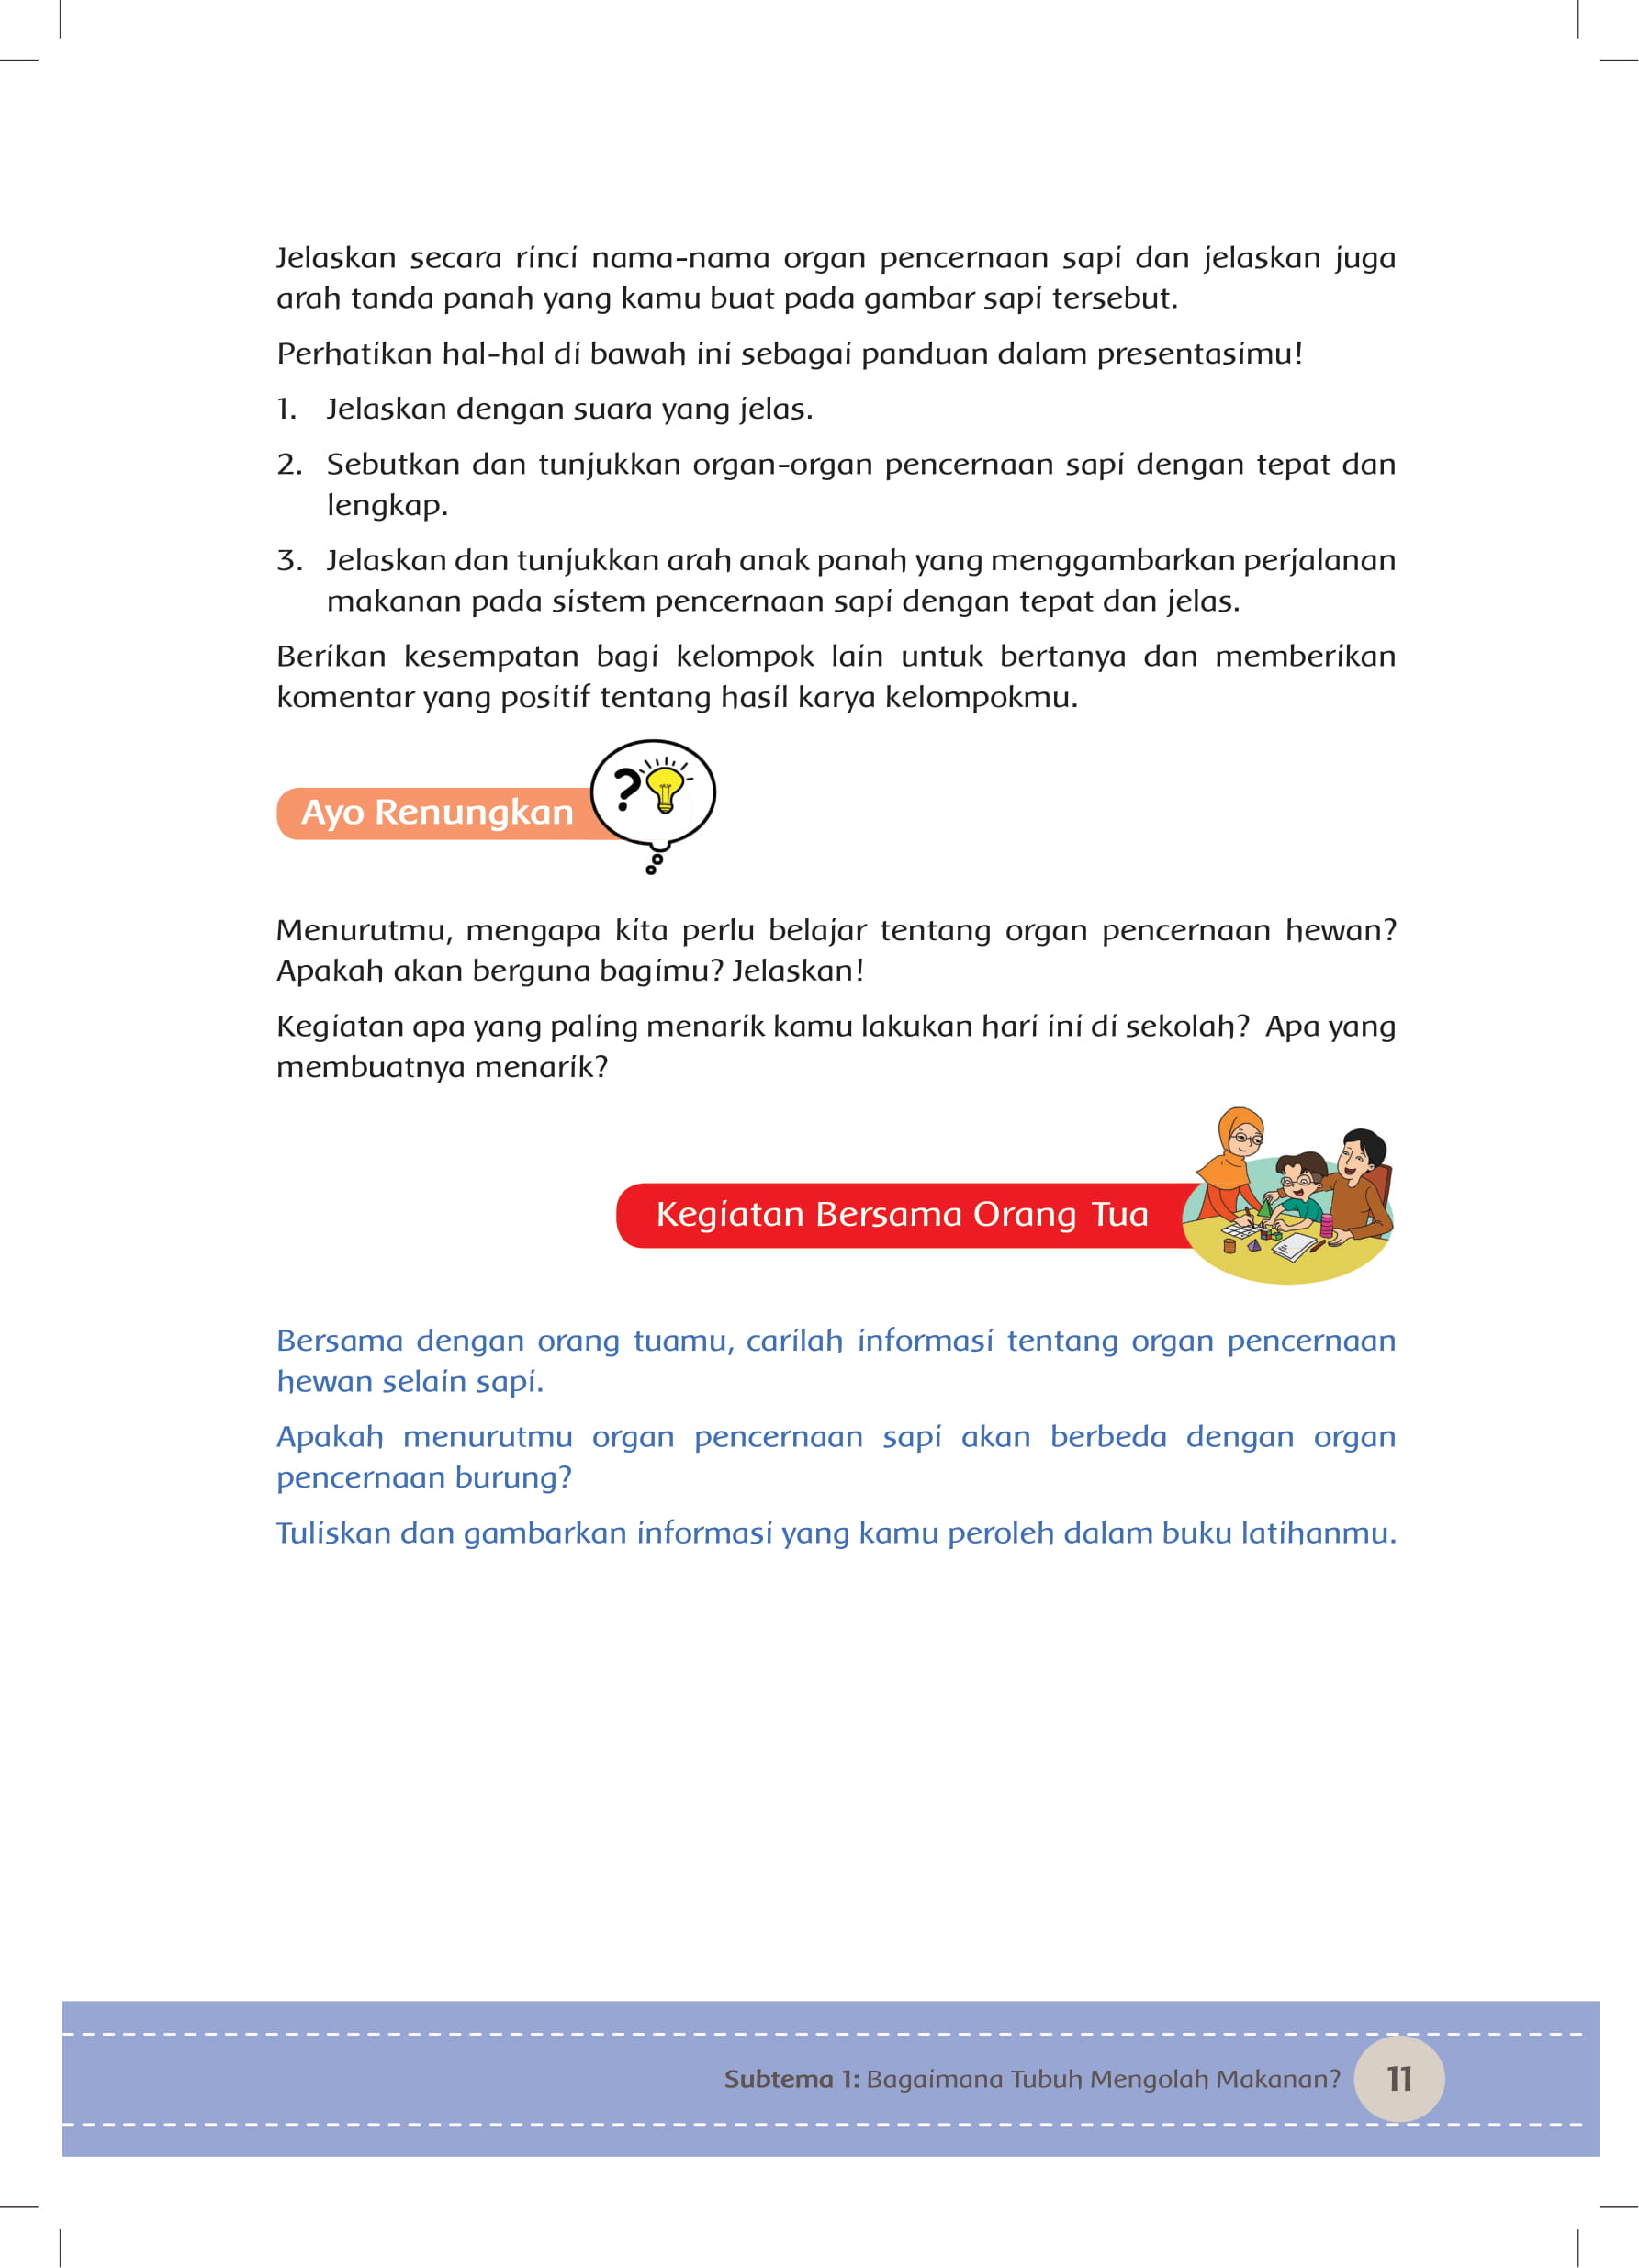 Jelaskan secara rinci nama-nama organ pencernaan sapi dan jelaskan juga
arah tanda panah yang kamu buat pada gambar sapi tersebut.
Perhatikan hal-hal di bawah ini sebagai panduan dalam presentasimu!
1. Jelaskan dengan suara yang jelas.
2. Sebutkan dan tunjukkan organ-organ pencernaan sapi dengan tepat dan
lengkap.
3. Jelaskan dan tunjukkan arah anak panah yang menggambarkan perjalanan
makanan pada sistem pencernaan sapi dengan tepat dan jelas.
Berikan kesempatan bagi kelompok lain untuk bertanya dan memberikan
komentar yang positif tentang hasil karya kelompokmu.
?
Ayo Renungkan
Menurutmu, mengapa kita perlu belajar tentang organ pencernaan hewan?
Apakah akan berguna bagimu? Jelaskan!
Kegiatan apa yang paling menarik kamu lakukan hari ini di sekolah? Apa yang
membuatnya menarik?
Kegiatan Bersama Orang Tua
Bersama dengan orang tuamu, carilah informasi tentang organ pencernaan
hewan selain sapi.
Apakah menurutmu organ pencernaan sapi akan berbeda dengan organ
pencernaan burung?
Tuliskan dan gambarkan informasi yang kamu peroleh dalam buku latihanmu.
Subtema 1: Bagaimana Tubuh Mengolah Makanan? 11